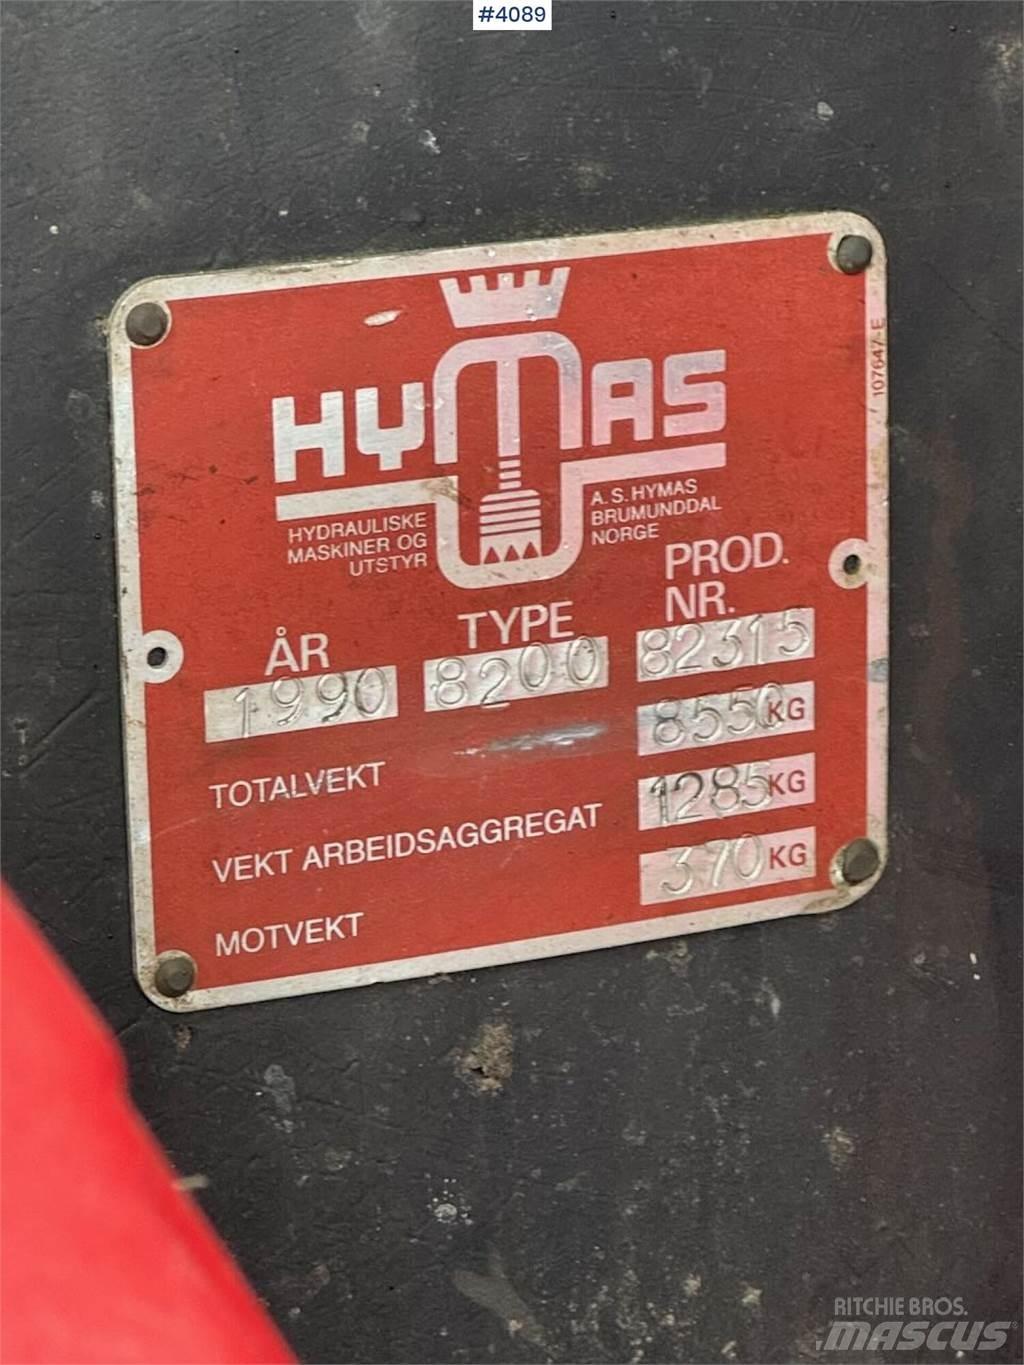 #4089
HYMAS
HYDRAULISKE
MASKINER OG
UTSTYR
A.S. HYMAS
BRUMUNDDAL
NORGE
107647-E
ÅR
TYPE
PROD.
NR.
1990
8200
82315
TOTALVEKT
8550 KG
VEKT ARBEIDSAGGREGAT
1285 KG
MOTVEKT
370 KG
RITCHIE BROS.
MASCUS